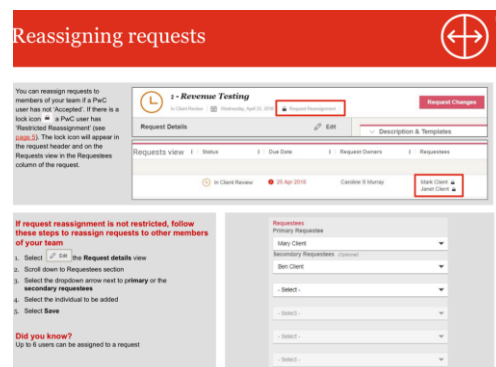 Reassigning requests
You can reassign requests to
members of your team if a PwC
user has not 'Accepted'. If there is a
lock icon a PwC user has
'Restricted Reassignment' (see
page 5). The lock icon will appear in
the request header and on the
Requests view in the Requestees
column of the request.
1 - Revenue Testing
In Client Review Wednesday, April 25, 2018 Request Reassignment
Request Changes
Request Details Edit
Description & Templates
Requests view Status Due Date Request Owners Requestees
In Client Review 25 Apr 2018 Caroline S Murray Mark Client
Janet Client
If request reassignment is not restricted, follow
these steps to reassign requests to other members
of your team
1. Select Edit the Request details view
2. Scroll down to Requestees section
3. Select the dropdown arrow next to primary or the
secondary requestees
4. Select the individual to be added
5. Select Save
Did you know?
Up to 6 users can be assigned to a request
Requestees
Primary Requestee
Mary Client
Secondary Requestees (Optional)
Ben Client
- Select -
- Select -
- Select -
- Select -